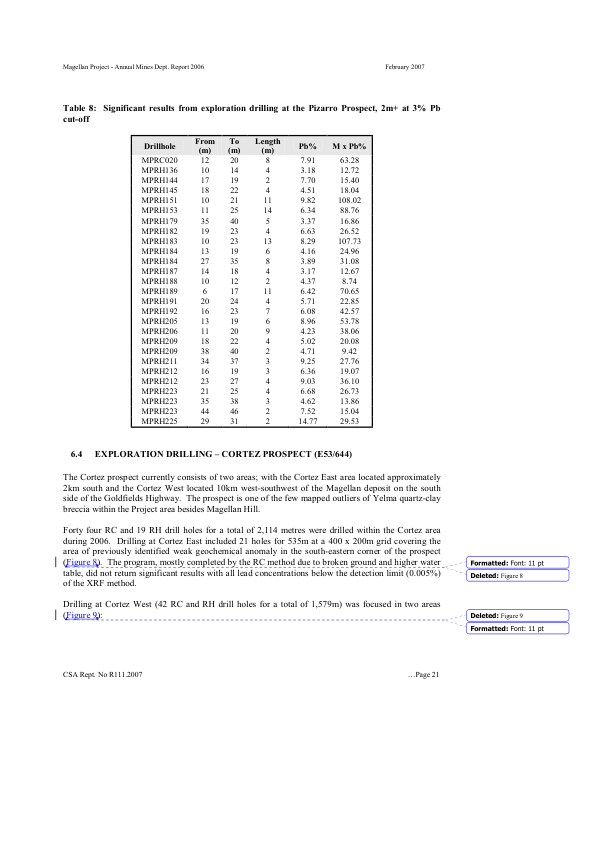 Magellan Project - Annual Mines Dept. Report 2006 February 2007
Table 8: Significant results from exploration drilling at the Pizarro Prospect, 2m+ at 3% Pb
cut-off
Drillhole From (m) To (m) Length (m) Pb% M x Pb%
MPRC020 12 20 8 7.91 63.28
MPRH136 10 14 4 3.18 12.72
MPRH144 17 19 2 7.70 15.40
MPRH145 18 22 4 4.51 18.04
MPRH151 10 21 11 9.82 108.02
MPRH153 11 25 14 6.34 88.76
MPRH179 35 40 5 3.37 16.86
MPRH182 19 23 4 6.63 26.52
MPRH183 10 23 13 8.29 107.73
MPRH184 13 19 6 4.16 24.96
MPRH184 27 35 8 3.89 31.08
MPRH187 14 18 4 3.17 12.67
MPRH188 10 12 2 4.37 8.74
MPRH189 6 17 11 6.42 70.65
MPRH191 20 24 4 5.71 22.85
MPRH192 16 23 7 6.08 42.57
MPRH205 13 19 6 8.96 53.78
MPRH206 11 20 9 4.23 38.06
MPRH209 18 22 4 5.02 20.08
MPRH209 38 40 2 4.71 9.42
MPRH211 34 37 3 9.25 27.76
MPRH212 16 19 3 6.36 19.07
MPRH212 23 27 4 9.03 36.10
MPRH223 21 25 4 6.68 26.73
MPRH223 35 38 3 4.62 13.86
MPRH223 44 46 2 7.52 15.04
MPRH225 29 31 2 14.77 29.53
6.4 EXPLORATION DRILLING – CORTEZ PROSPECT (E53/644)
The Cortez prospect currently consists of two areas; with the Cortez East area located approximately
2km south and the Cortez West located 10km west-southwest of the Magellan deposit on the south
side of the Goldfields Highway. The prospect is one of the few mapped outliers of Yelma quartz-clay
breccia within the Project area besides Magellan Hill.
Forty four RC and 19 RH drill holes for a total of 2,114 metres were drilled within the Cortez area
during 2006. Drilling at Cortez East included 21 holes for 535m at a 400 x 200m grid covering the
area of previously identified weak geochemical anomaly in the south-eastern corner of the prospect
(Figure 8). The program, mostly completed by the RC method due to broken ground and higher water
table, did not return significant results with all lead concentrations below the detection limit (0.005%)
of the XRF method.
Drilling at Cortez West (42 RC and RH drill holes for a total of 1,579m) was focused in two areas
(Figure 9):
Formatted: Font: 11 pt
Deleted: Figure 8
Deleted: Figure 9
Formatted: Font: 11 pt
CSA Rept. No R111.2007 …Page 21